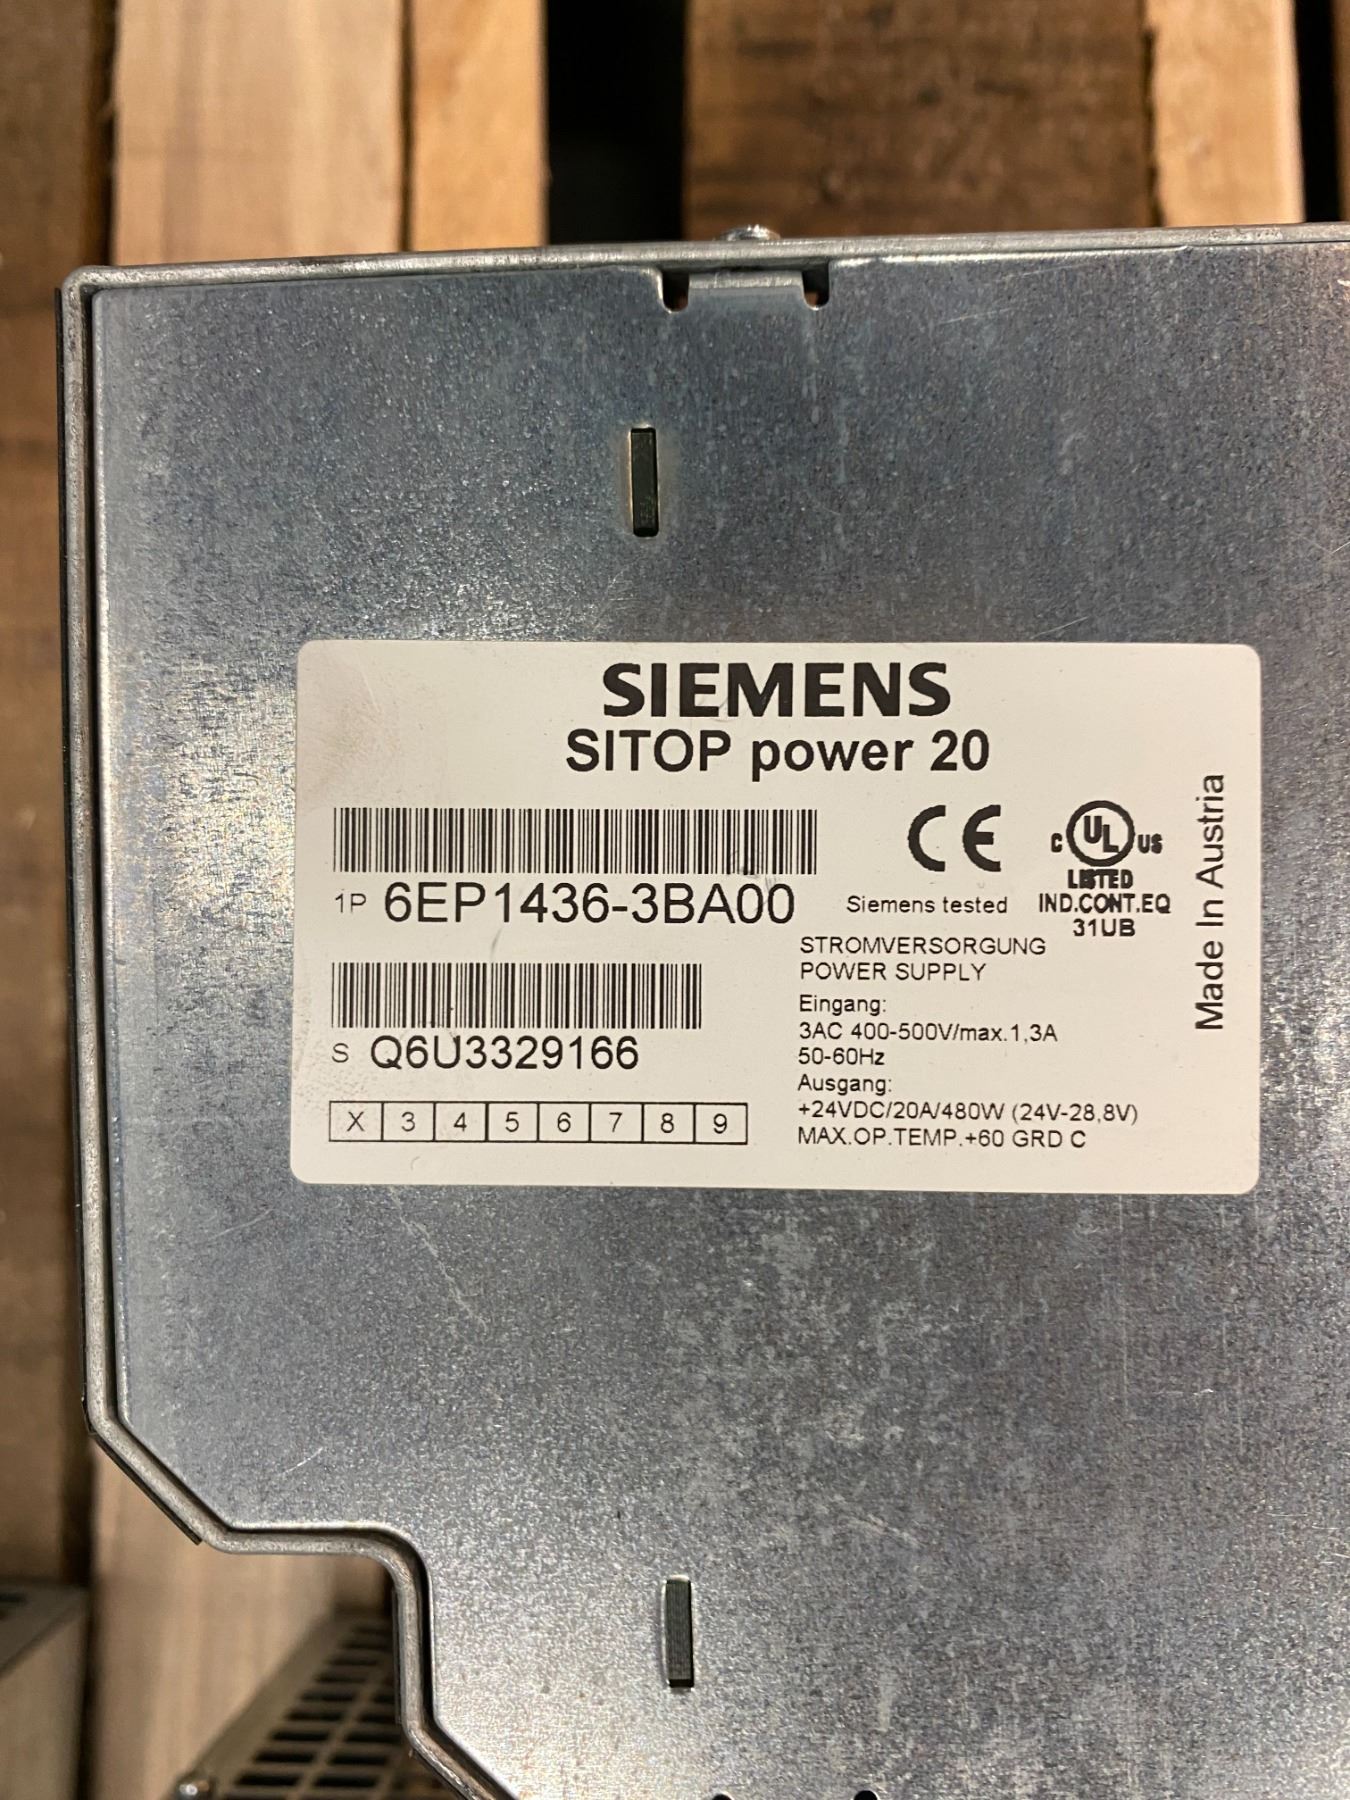 SIEMENS
SITOP power 20
1P 6EP1436-3BA00
S Q6U3329166
X 3 4 5 6 7 8 9
CE
Siemens tested
C UL US
LISTED
IND.CONT.EQ
31UB
STROMVERSORGUNG
POWER SUPPLY
Eingang:
3AC 400-500V/max.1,3A
50-60Hz
Ausgang:
+24VDC/20A/480W (24V-28,8V)
MAX.OP.TEMP.+60 GRD C
Made In Austria